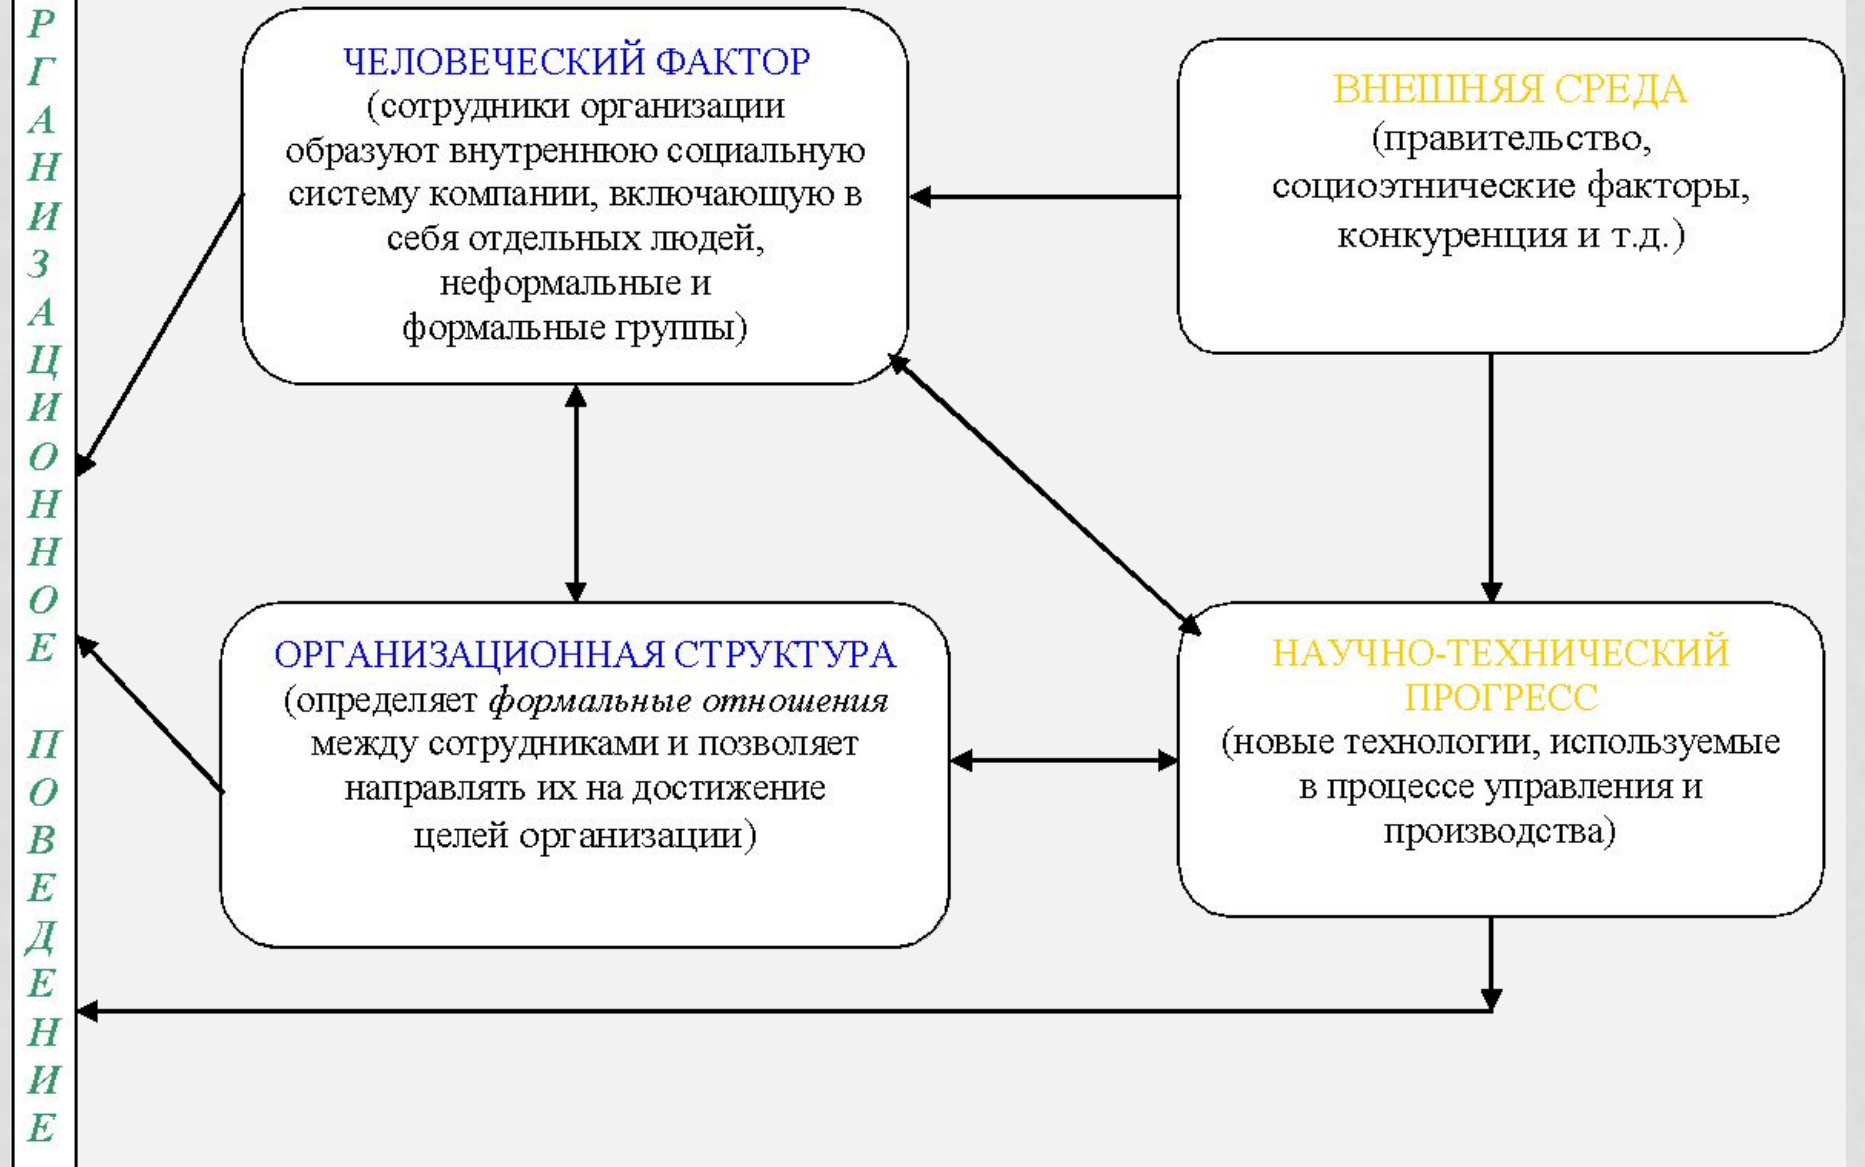 Р
Г
А
Н
И
З
А
Ц
И
О
Н
Н
О
Е
П
О
В
Е
Д
Е
Н
И
Е
ЧЕЛОВЕЧЕСКИЙ ФАКТОР
(сотрудники организации
образуют внутреннюю социальную
систему компании, включающую в
себя отдельных людей,
неформальные и
формальные группы)
ВНЕШНЯЯ СРЕДА
(правительство,
социоэтнические факторы,
конкуренция и т.д.)
ОРГАНИЗАЦИОННАЯ СТРУКТУРА
(определяет формальные отношения
между сотрудниками и позволяет
направлять их на достижение
целей организации)
НАУЧНО-ТЕХНИЧЕСКИЙ
ПРОГРЕСС
(новые технологии, используемые
в процессе управления и
производства)